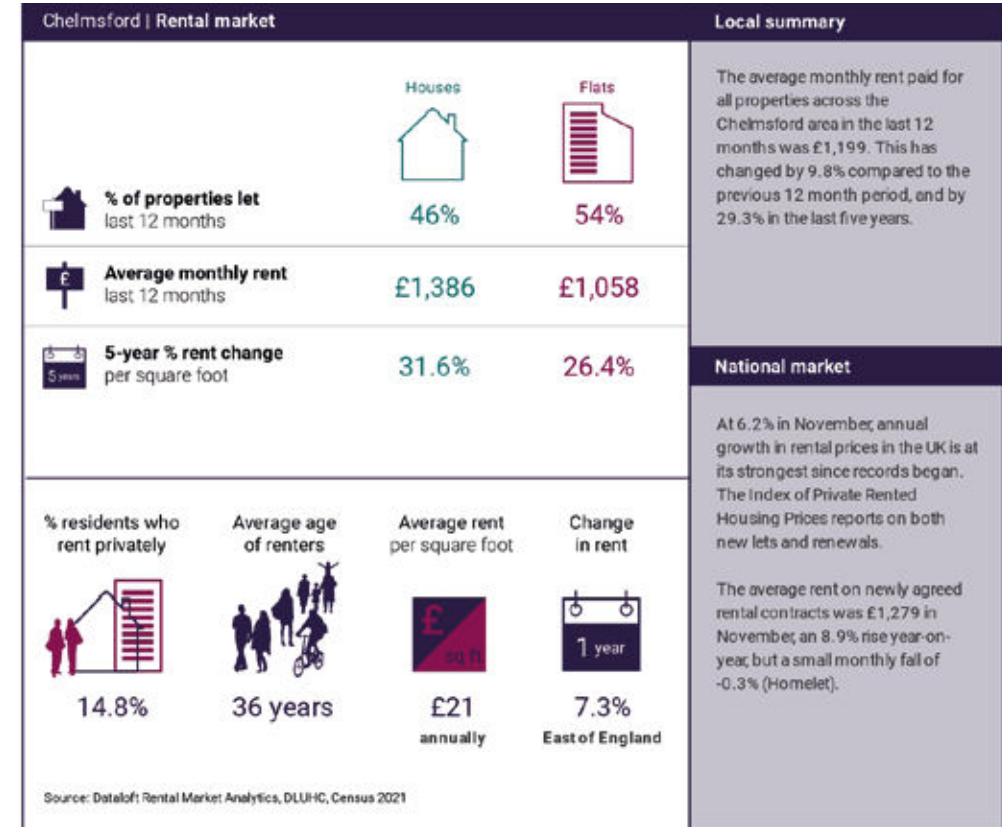 Chelmsford | Rental market
Houses
Flats
% of properties let
last 12 months
46%
54%
£
Average monthly rent
last 12 months
£1,386
£1,058
5 years
5-year % rent change
per square foot
31.6%
26.4%
% residents who
rent privately
14.8%
Average age
of renters
36 years
Average rent
per square foot
£
sq ft
£21
annually
Change
in rent
1 year
7.3%
East of England
Source: Dataloft Rental Market Analytics, DLUHC, Census 2021
Local summary
The average monthly rent paid for
all properties across the
Chelmsford area in the last 12
months was £1,199. This has
changed by 9.8% compared to the
previous 12 month period, and by
29.3% in the last five years.
National market
At 6.2% in November, annual
growth in rental prices in the UK is at
its strongest since records began.
The Index of Private Rented
Housing Prices reports on both
new lets and renewals.
The average rent on newly agreed
rental contracts was £1,279 in
November, an 8.9% rise year-on-
year, but a small monthly fall of
-0.3% (Homelet).